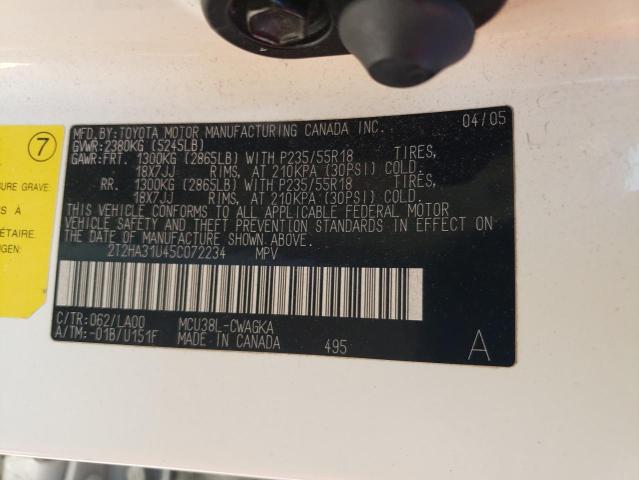 MFD.BY:TOYOTA MOTOR MANUFACTURING CANADA INC. 04/05
GVWR:2380KG (5245LB)
GAWR:FRT. 1300KG (2865LB) WITH P235/55R18 TIRES,
18X7JJ RIMS, AT 210KPA (30PSI) COLD.
RR. 1300KG (2865LB) WITH P235/55R18 TIRES,
18X7JJ RIMS, AT 210KPA (30PSI) COLD.
THIS VEHICLE CONFORMS TO ALL APPLICABLE FEDERAL MOTOR
VEHICLE SAFETY AND THEFT PREVENTION STANDARDS IN EFFECT ON
THE DATE OF MANUFACTURE SHOWN ABOVE.
2T2HA31U45C072234 MPV
C/TR:062/LA00 MCU38L-CWAGKA
A/TM:-01B/U151F MADE IN CANADA 495 A
7
SURE GRAVE
NS À
ÉTAIRE.
UGEN: